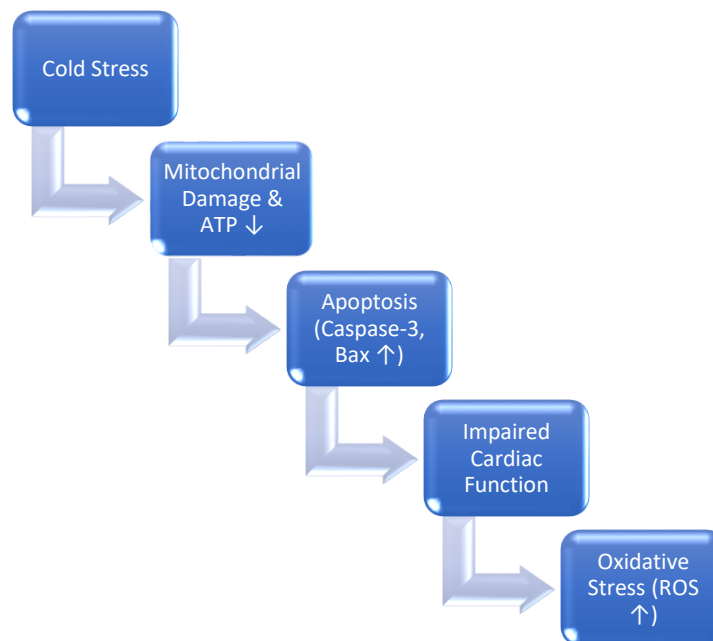 Cold Stress
Mitochondrial
Damage &
ATP ↓
Apoptosis
(Caspase-3,
Bax ↑)
Impaired
Cardiac
Function
Oxidative
Stress (ROS
↑)